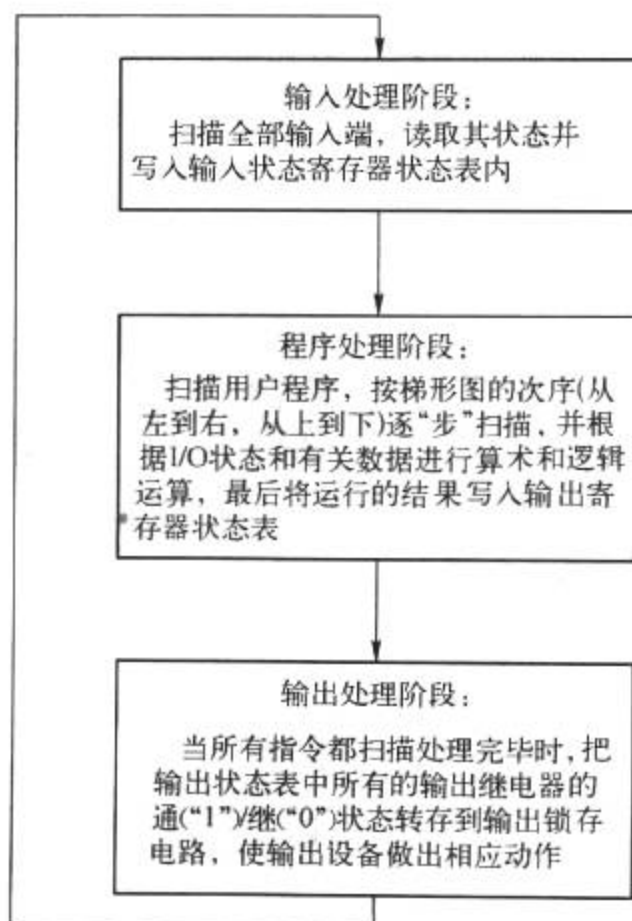 输入处理阶段：
扫描全部输入端，读取其状态并
写入输入状态寄存器状态表内
程序处理阶段：
扫描用户程序，按梯形图的次序(从
左到右，从上到下)逐“步”扫描，并根
据I/O状态和有关数据进行算术和逻辑
运算，最后将运行的结果写入输出寄
存器状态表
输出处理阶段：
当所有指令都扫描处理完毕时，把
输出状态表中所有的输出继电器的
通(“1”)/继(“0”)状态转存到输出锁存
电路，使输出设备做出相应动作